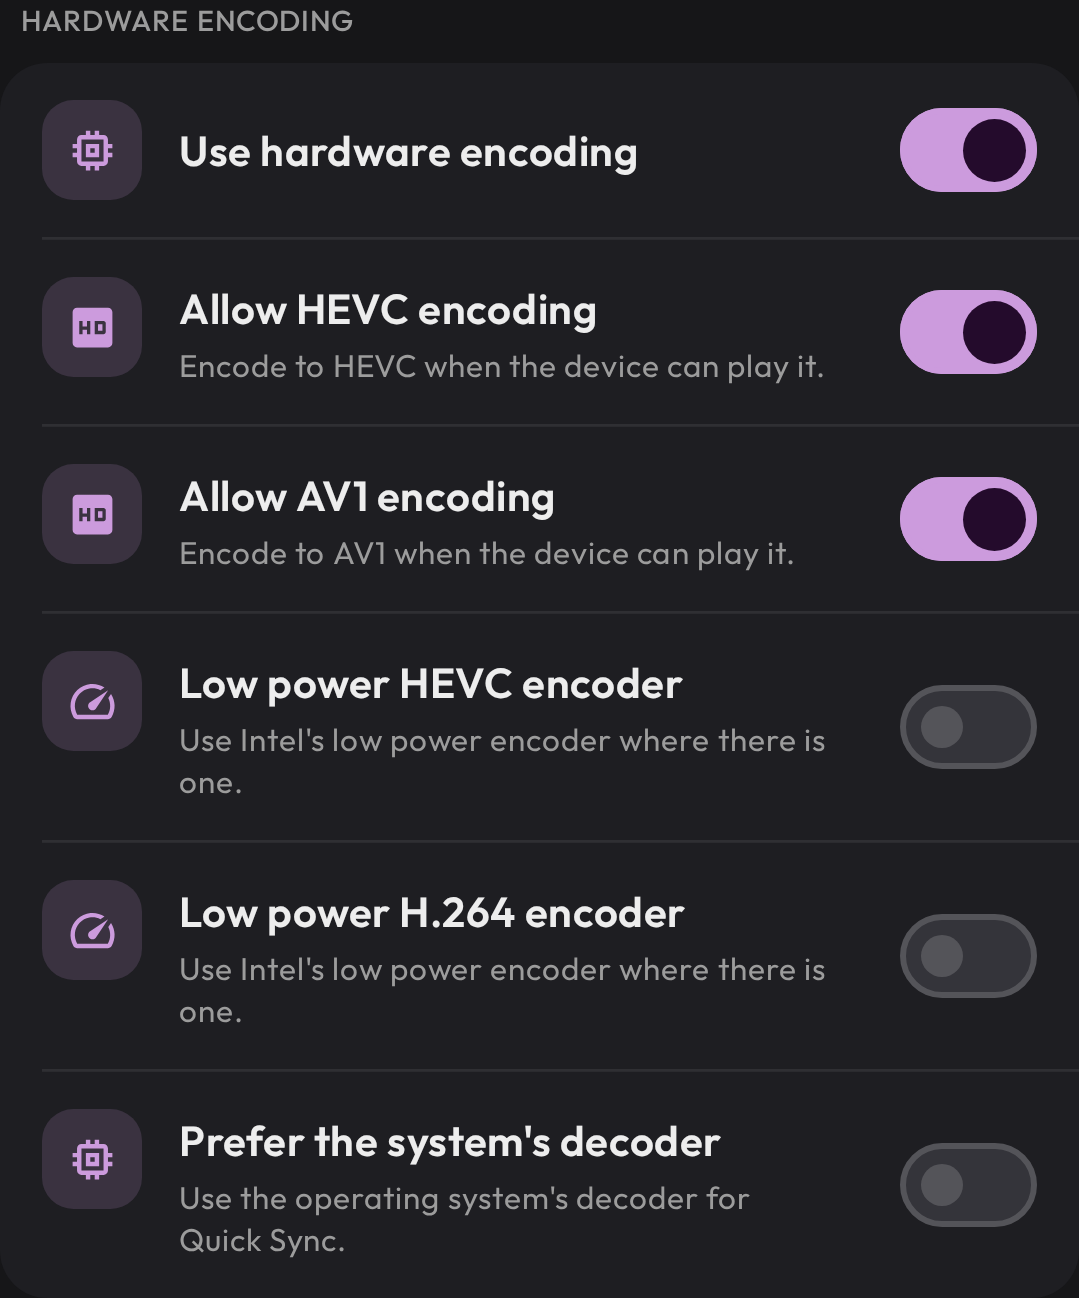 HARDWARE ENCODING
Use hardware encoding
HD
Allow HEVC encoding
Encode to HEVC when the device can play it.
HD
Allow AV1 encoding
Encode to AV1 when the device can play it.
Low power HEVC encoder
Use Intel's low power encoder where there is
one.
Low power H.264 encoder
Use Intel's low power encoder where there is
one.
Prefer the system's decoder
Use the operating system's decoder for
Quick Sync.